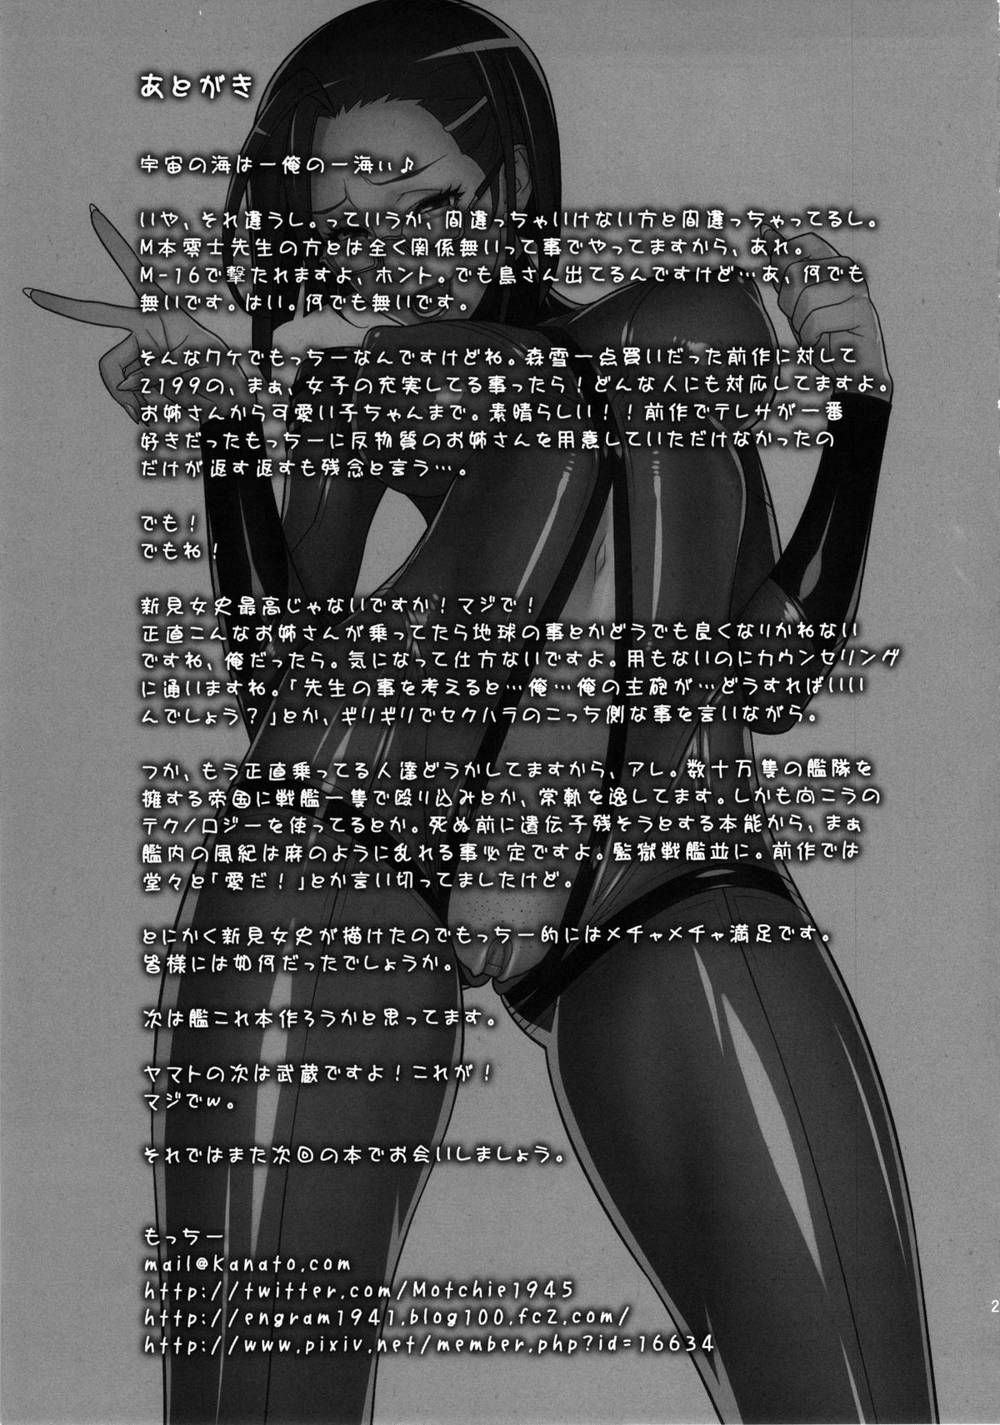 あとがき
宇宙の海は－俺の－海ぃ♪
いや、それ違うし。っていうか、間違っちゃいけない方と間違っちゃってるし。
M本零士先生の方とは全く関係無いって事でやってますから、あれ。
M-16で撃たれますよ、ホント。でも鳥さん出てるんですけど…あ、何でも
無いです。はい。何でも無いです。
そんなワケでもっちーなんですけどね。森雪一点買いだった前作に対して
2199の、まぁ、女子の充実してる事ったら！どんな人にも対応してますよ。
お姉さんから可愛い子ちゃんまで。素晴らしい！！前作でテレサが一番
好きだったもっちーに反物質のお姉さんを用意していただけなかったの
だけが返す返すも残念と言う…。
でも！
でもね！
新見女史最高じゃないですか！マジで！
正直こんなお姉さんが乗ってたら地球の事とかどうでも良くなりかねない
ですね、俺だったら。気になって仕方ないですよ。用もないのにカウンセリング
に通いますね。「先生の事を考えると…俺…俺の主砲が…どうすればいい
んでしょう？」とか、ギリギリでセクハラのこっち側な事を言いながら。
つか、もう正直乗ってる人達どうかしてますから、アレ。数十万隻の艦隊を
擁する帝国に戦艦一隻で殴り込みとか、常軌を逸してます。しかも向こうの
テクノロジーを使ってるとか。死ぬ前に遺伝子残そうとする本能から、まぁ
艦内の風紀は麻のように乱れる事必定ですよ。監獄戦艦並に。前作では
堂々と「愛だ！」とか言い切ってましたけど。
とにかく新見女史が描けたのでもっちー的にはメチャメチャ満足です。
皆様には如何だったでしょうか。
次は艦これ本作ろうかと思ってます。
ヤマトの次は武蔵ですよ！これが！
マジでw。
それではまた次回の本でお会いしましょう。
もっちー
mail@Kanato.com
http://twitter.com/Motchie1945
http://engram1941.blog100.fc2.com/
http://www.pixiv.net/member.php?id=16634
2